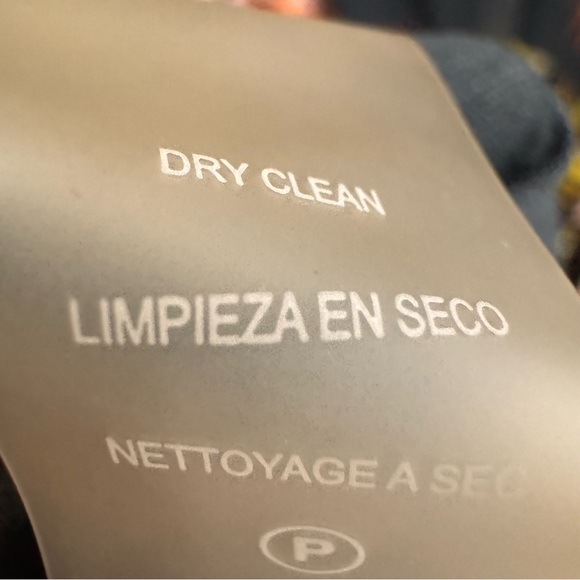 DRY CLEAN
LIMPIEZA EN SECO
NETTOYAGE A SEC
P